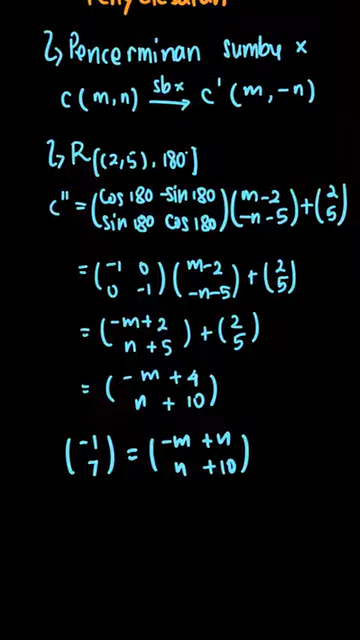 Penyelesaian
↳ Pencerminan sumbu x
C (m, n) sbx → C' (m, -n)
↳ R [(2,5), 180°]
C'' = (cos 180 -sin 180 / sin 180 cos 180) (m-2 / -n-5) + (2 / 5)
= (-1 0 / 0 -1) (m-2 / -n-5) + (2 / 5)
= (-m+2 / n+5) + (2 / 5)
= (-m+4 / n+10)
(-1 / 7) = (-m+n / n+10)